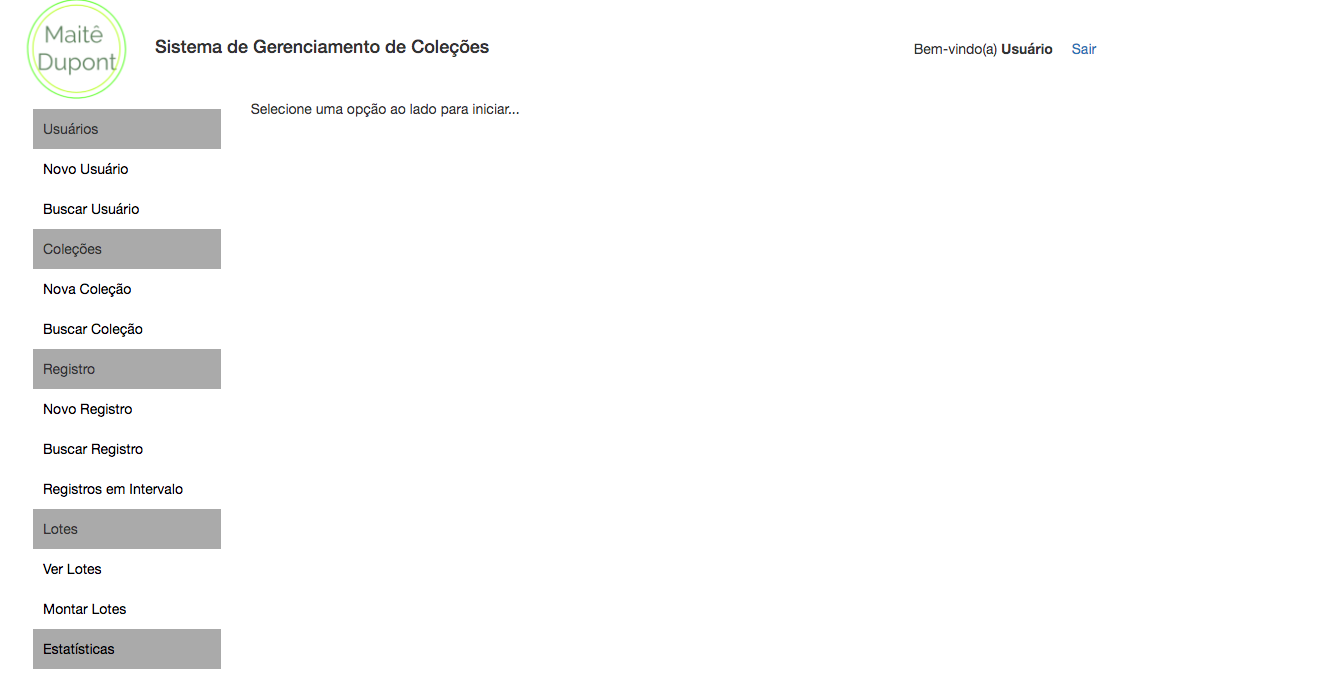 Maitê
Dupont
Sistema de Gerenciamento de Coleções
Bem-vindo(a) Usuário Sair
Selecione uma opção ao lado para iniciar...
Usuários
Novo Usuário
Buscar Usuário
Coleções
Nova Coleção
Buscar Coleção
Registro
Novo Registro
Buscar Registro
Registros em Intervalo
Lotes
Ver Lotes
Montar Lotes
Estatísticas